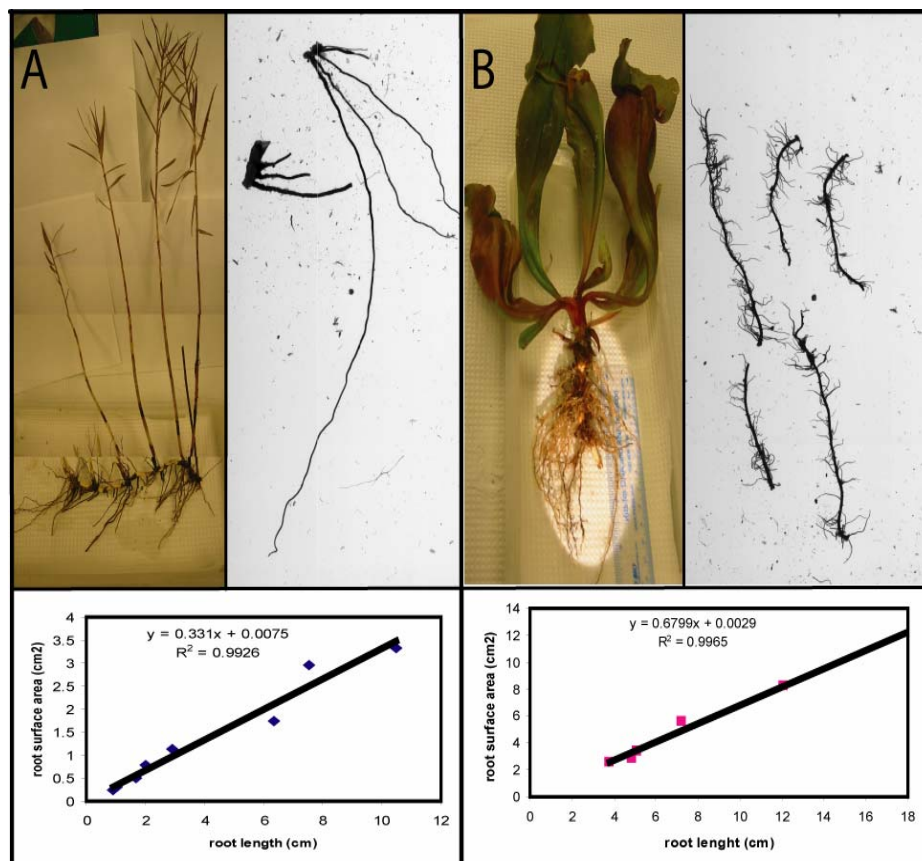 A
B
y = 0.331x + 0.0075
R² = 0.9926
root surface area (cm2)
4
3.5
3
2.5
2
1.5
1
0.5
0
0 2 4 6 8 10 12
root length (cm)
y = 0.6799x + 0.0029
R² = 0.9965
root surface area (cm2)
14
12
10
8
6
4
2
0
0 2 4 6 8 10 12 14 16 18
root lenght (cm)